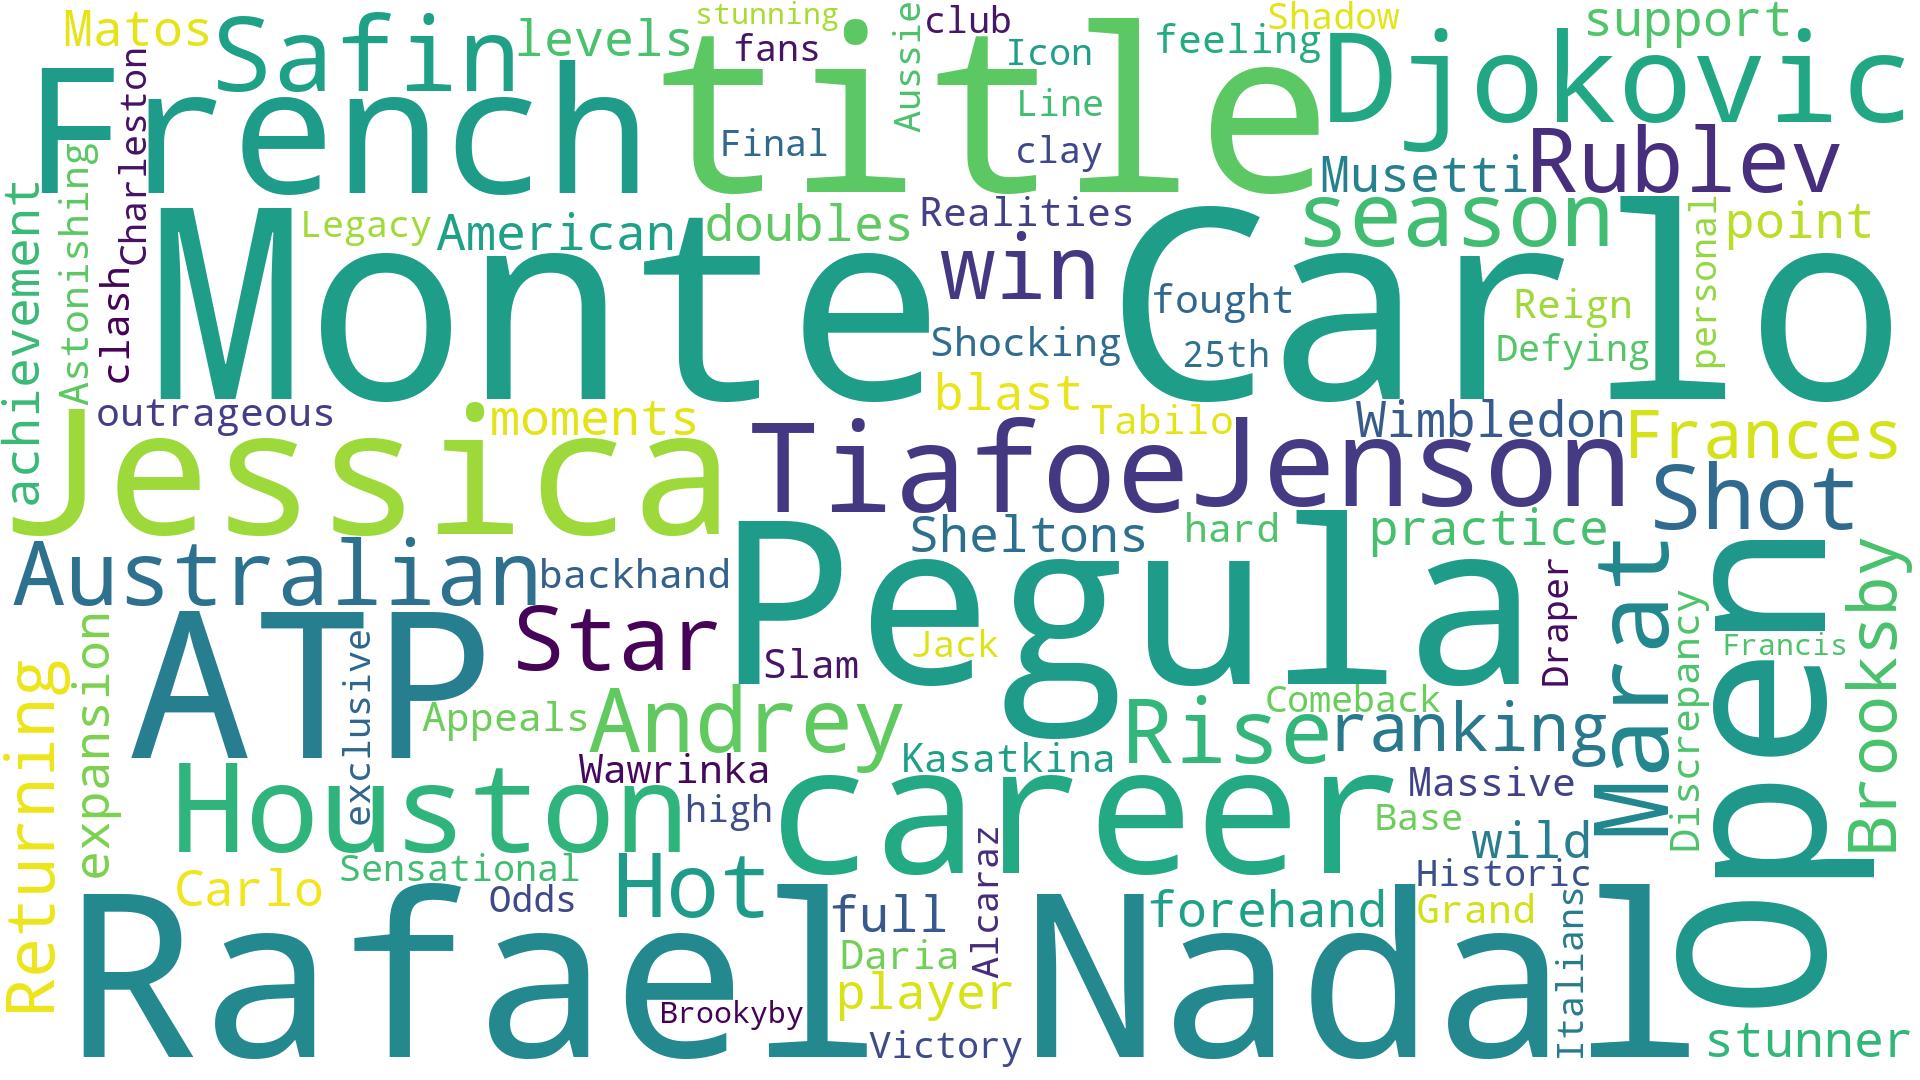 Matos
Safin
levels
stunning
fans
Aussie
club
Icon
feeling
Shadow
support
French
title
Djokovic
Charleston
Line
Final
clay
Musetti
Rublev
achievement
Astonishing
Legacy
American
doubles
Realities
season
personal
point
Monte Carlo
win
clash
fought
Reign
Shocking
25th
Defying
outrageous
moments
blast
Tabilo
Wimbledon
Frances
Jessica
Tiafoe
Jenson
Shot
Sheltons
hard
practice
Australian
backhand
Pegula
Draper
Marat
Open
Brooksby
ATP
exclusive
Star
Slam
Jack
Discrepancy
Francis
Returning
expansion
Appeals
Andrey
Comeback
Rise
ranking
Kasatkina
Wawrinka
Houston
high
career
Massive
Base
wild
Sensational
Carlo
Odds
Hot
full
Alcaraz
Historic
forehand
Grand
Italians
Rafael Nadal
Daria
player
Brookyby
Victory
stunner